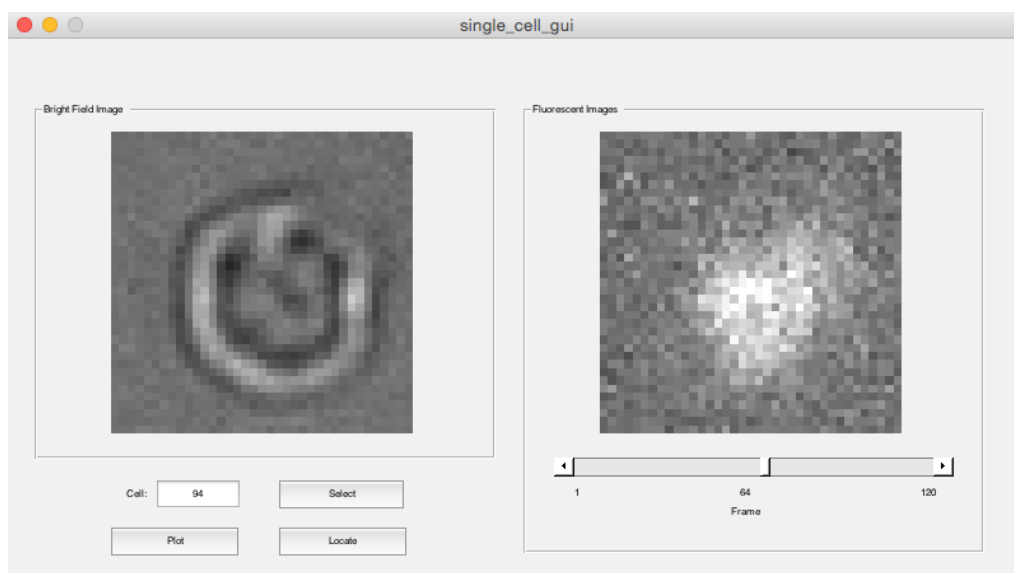 single_cell_gui
Bright Field Image
Fluorescent Images
Cell: 94 Select
Plot Locate
1 64 120
Frame